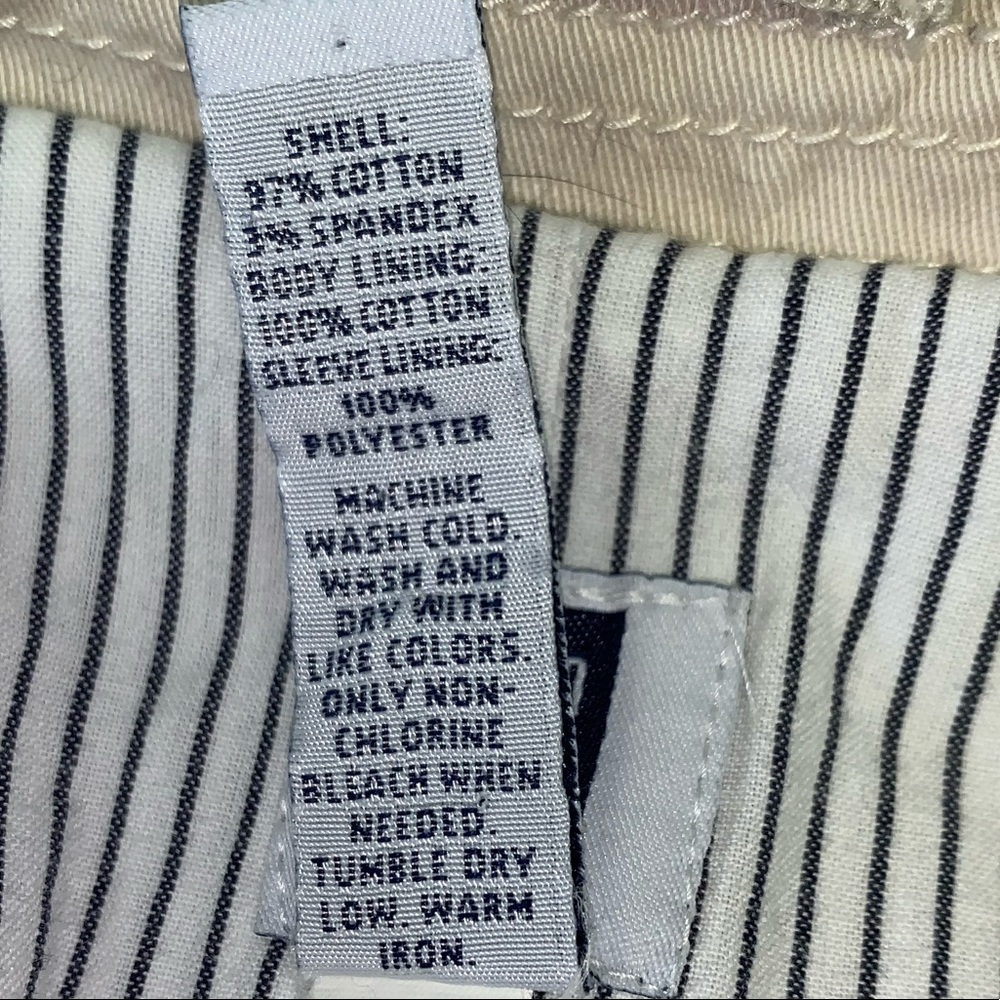 SHELL:
97% COTTON
3% SPANDEX
BODY LINING:
100% COTTON
SLEEVE LINING:
100%
POLYESTER
MACHINE
WASH COLD.
WASH AND
DRY WITH
LIKE COLORS.
ONLY NON-
CHLORINE
BLEACH WHEN
NEEDED.
TUMBLE DRY
LOW. WARM
IRON.